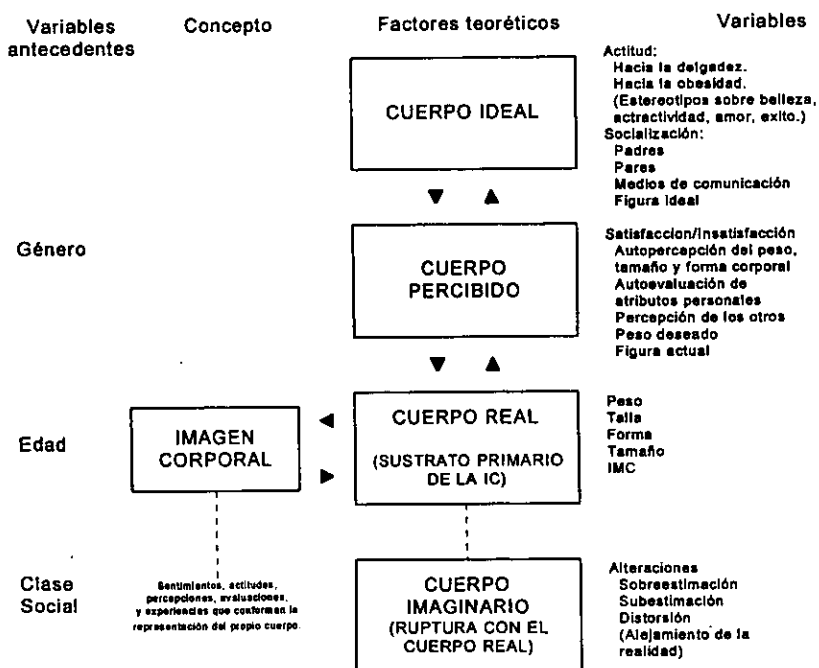 Variables
antecedentes
Concepto
Factores teoréticos
Variables
CUERPO IDEAL
Actitud:
Hacia la delgadez.
Hacia la obesidad.
(Estereotipos sobre belleza,
actractividad, amor, exito.)
Socialización:
Padres
Pares
Medios de comunicación
Figura ideal
Género
CUERPO
PERCIBIDO
Satisfaccion/Insatisfacción
Autopercepción del peso,
tamaño y forma corporal
Autoevaluación de
atributos personales
Percepción de los otros
Peso deseado
Figura actual
Edad
IMAGEN
CORPORAL
CUERPO REAL
(SUSTRATO PRIMARIO
DE LA IC)
Peso
Talla
Forma
Tamaño
IMC
Clase
Social
Sentimientos, actitudes,
percepciones, evaluaciones,
y experiencias que conforman la
representación del propio cuerpo.
CUERPO
IMAGINARIO
(RUPTURA CON EL
CUERPO REAL)
Alteraciones
Sobreestimación
Subestimación
Distorsión
(Alejamiento de la
realidad)